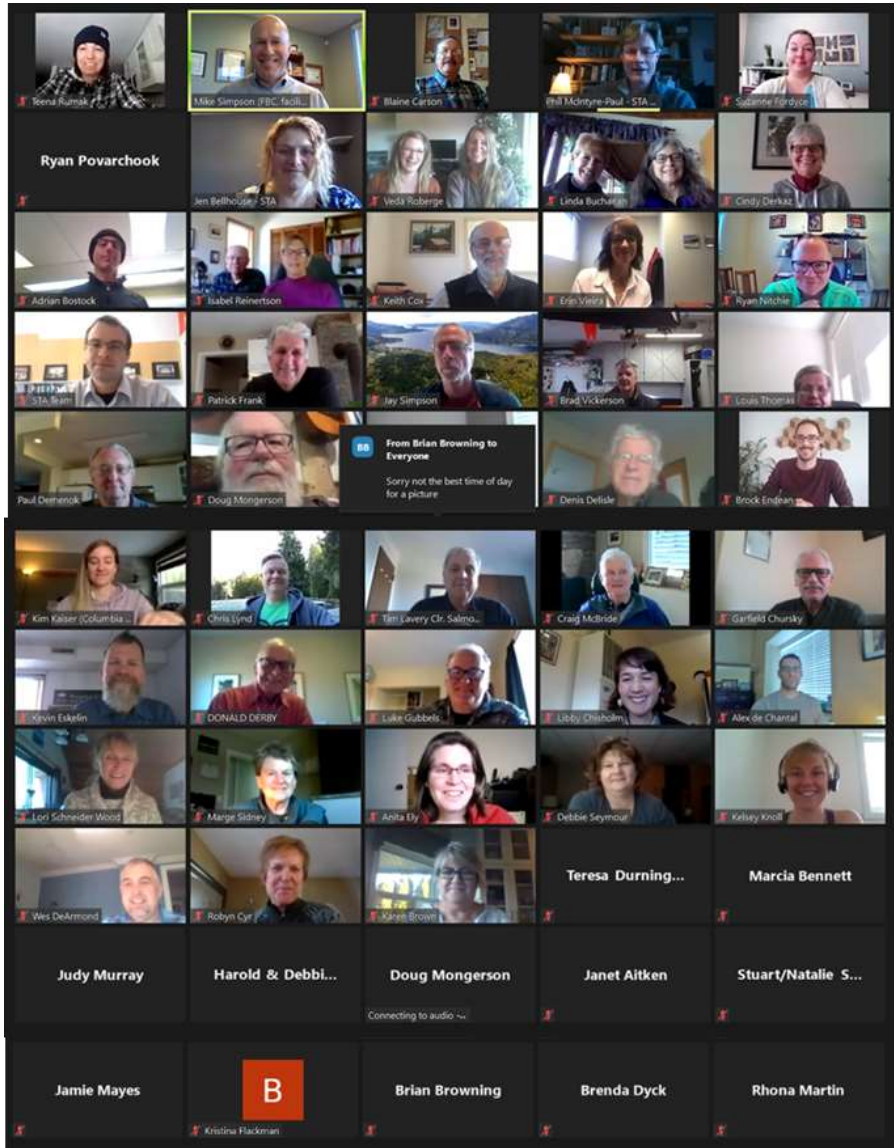 Teena Rumak
Mike Simpson (FBC, facili...
Blaine Carson
Phil McIntyre-Paul - STA ...
Suzanne Fordyce
Ryan Povarchook
Jen Bellhouse - STA
Veda Roberge
Linda Buchanan
Cindy Derkaz
Adrian Bostock
Isabel Reinertson
Keith Cox
Erin Vieira
Ryan Nitchie
STA Team
Patrick Frank
Jay Simpson
Brad Vickerson
Louis Thomas
Paul Demenok
Doug Mongerson
BB
From Brian Browning to
Everyone
Sorry not the best time of day
for a picture
Denis Delisle
Brock Endean
Kim Kaiser (Columbia ...
Chris Lynd
Tim Lavery Clr. Salmo...
Craig McBride
Garfield Chursky
Kevin Eskelin
DONALD DERBY
Luke Gubbels
Libby Chisholm
Alex de Chantal
Lori Schneider Wood
Marge Sidney
Anita Ely
Debbie Seymour
Kelsey Knoll
Wes DeArmond
Robyn Cyr
Karen Brown
Teresa Durning...
Marcia Bennett
Judy Murray
Harold & Debbi...
Doug Mongerson
Connecting to audio
Janet Aitken
Stuart/Natalie S...
Jamie Mayes
B
Kristina Flackman
Brian Browning
Brenda Dyck
Rhona Martin